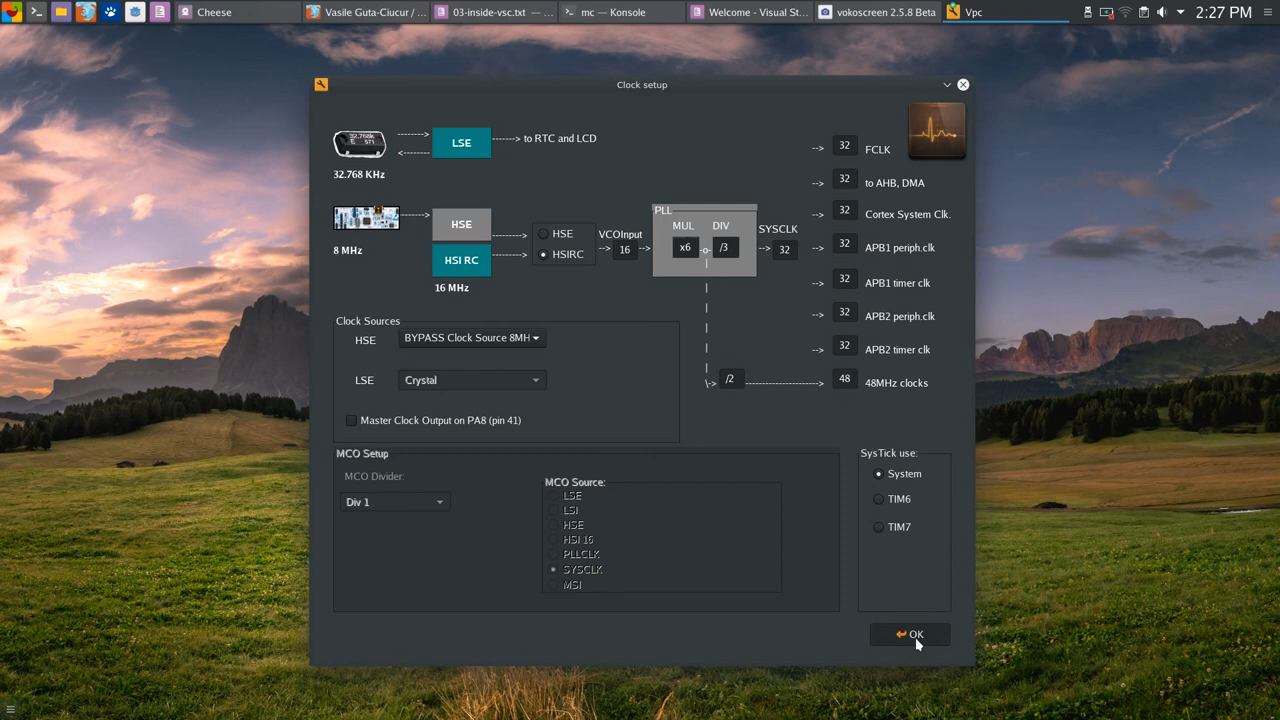 Cheese
Vasile Guta-Ciucur / ...
03-inside-vsc.txt — ...
mc — Konsole
Welcome - Visual St...
vokoscreen 2.5.8 Beta
Vpc
2:27 PM
Clock setup
32.768 KHz
LSE
-------> to RTC and LCD
8 MHz
HSE
HSI RC
16 MHz
HSE
HSIRC
VCOInput
16
PLL
MUL DIV
x6 -o- /3
SYSCLK
32
--> 32 FCLK
--> 32 to AHB, DMA
--> 32 Cortex System Clk.
--> 32 APB1 periph.clk
--> 32 APB1 timer clk
--> 32 APB2 periph.clk
--> 32 APB2 timer clk
\-> /2 ---------------> 48 48MHz clocks
Clock Sources
HSE BYPASS Clock Source 8MH
LSE Crystal
Master Clock Output on PA8 (pin 41)
MCO Setup
MCO Divider:
Div 1
MCO Source:
LSE
LSI
HSE
HSI 16
PLLCLK
SYSCLK
MSI
SysTick use:
System
TIM6
TIM7
OK